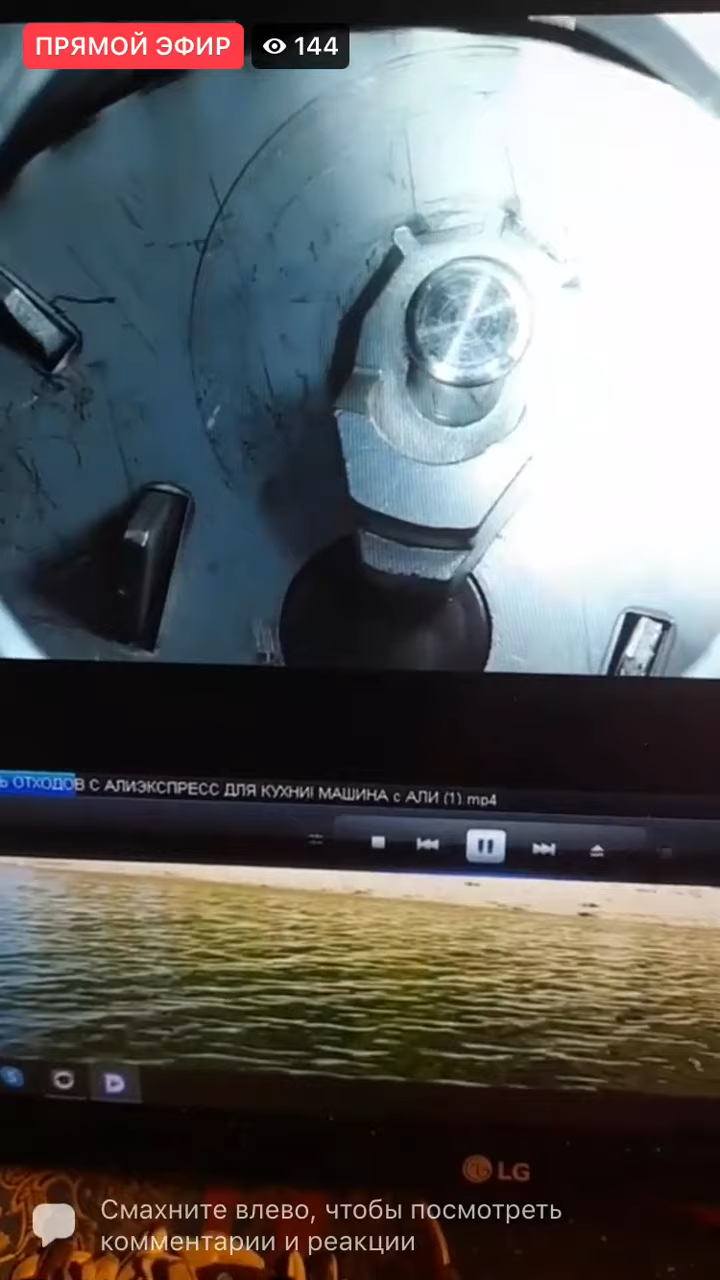 ПРЯМОЙ ЭФИР 144
Ь ОТХОДОВ С АЛИЭКСПРЕСС ДЛЯ КУХНИ! МАШИНА с АЛИ (1).mp4
LG
Смахните влево, чтобы посмотреть
комментарии и реакции